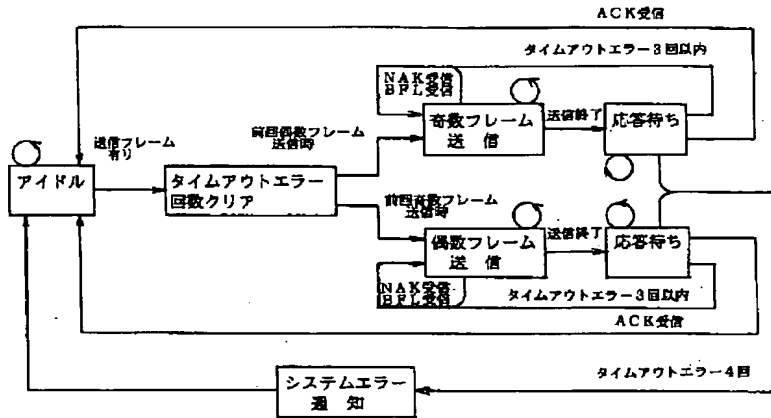 ACK受信
タイムアウトエラー3回以内
NAK受信
BFL受信
奇数フレーム
送信
送信終了
応答待ち
前回偶数フレーム
送信時
送信フレーム
有り
アイドル
タイムアウトエラー
回数クリア
前回奇数フレーム
送信時
偶数フレーム
送信
送信終了
応答待ち
NAK受信
BFL受信
タイムアウトエラー3回以内
ACK受信
システムエラー
通知
タイムアウトエラー4回